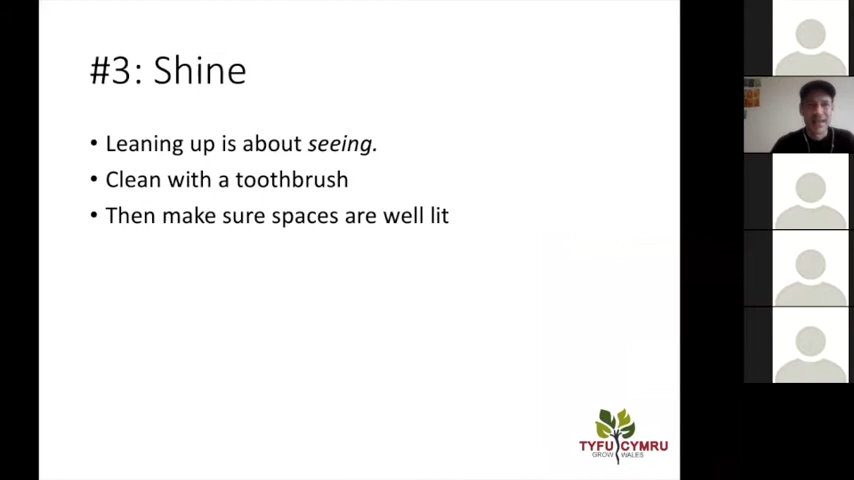 #3: Shine
• Leaning up is about seeing.
• Clean with a toothbrush
• Then make sure spaces are well lit
TYFU CYMRU
GROW WALES